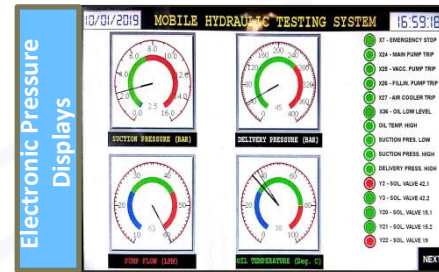 Electronic Pressure
Displays
10/01/2019 MOBILE HYDRAULIC TESTING SYSTEM 16:59:18
SUCTION PRESSURE (BAR)
DELIVERY PRESSURE (BAR)
PUMP FLOW (LPM)
OIL TEMPERATURE (Deg. C)
X7 - EMERGENCY STOP
X24 - MAIN PUMP TRIP
X25 - VACC. PUMP TRIP
X26 - FILLIN. PUMP TRIP
X27 - AIR COOLER TRIP
X36 - OIL LOW LEVEL
OIL TEMP. HIGH
SUCTION PRES. LOW
SUCTION PRESS. HIGH
DELIVERY PRESS. HIGH
Y2 - SOL. VALVE 42.1
Y3 - SOL. VALVE 42.2
Y20 - SOL. VALVE 15.1
Y21 - SOL. VALVE 15.2
Y22 - SOL. VALVE 19
NEXT